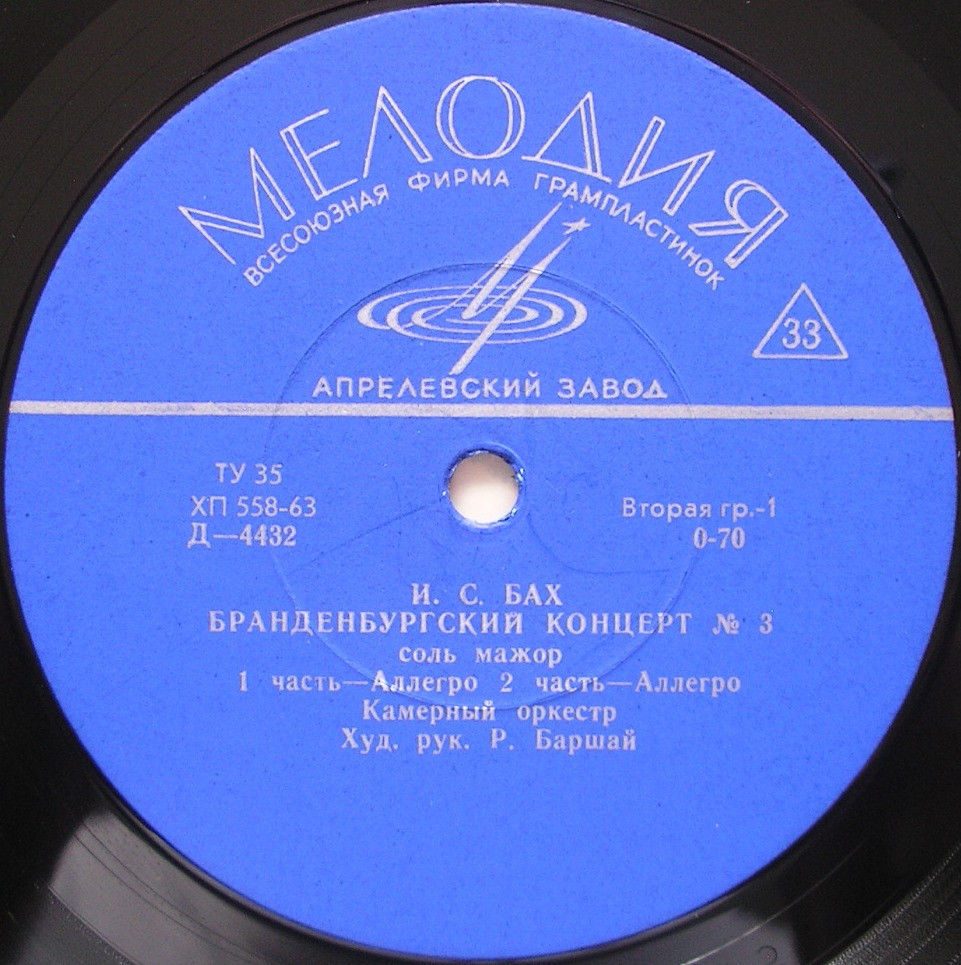 МЕЛОДИЯ
ВСЕСОЮЗНАЯ ФИРМА ГРАМПЛАСТИНОК
33
АПРЕЛЕВСКИЙ ЗАВОД
ТУ 35
ХП 558-63
Д—4432
Вторая гр.-1
0-70
И. С. БАХ
БРАНДЕНБУРГСКИЙ КОНЦЕРТ № 3
соль мажор
1 часть—Аллегро 2 часть—Аллегро
Камерный оркестр
Худ. рук. Р. Баршай